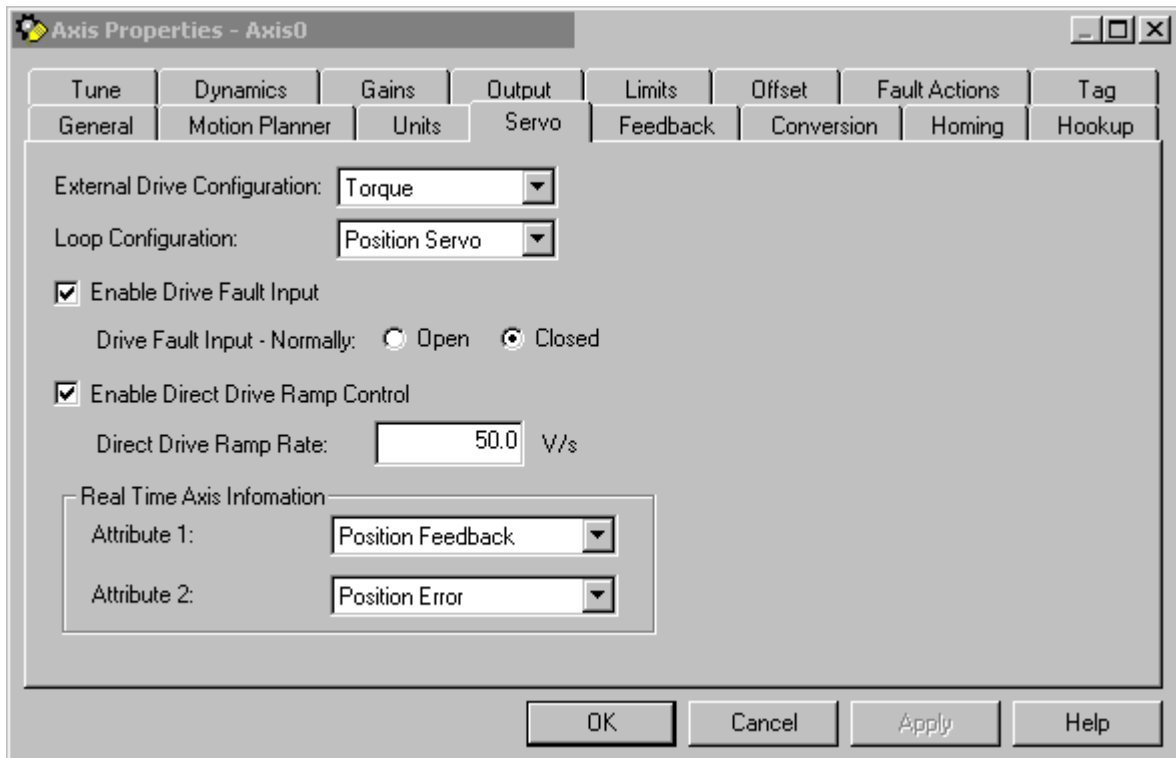 Axis Properties - Axis0
Tune Dynamics Gains Output Limits Offset Fault Actions Tag
General Motion Planner Units Servo Feedback Conversion Homing Hookup
External Drive Configuration: Torque
Loop Configuration: Position Servo
Enable Drive Fault Input
Drive Fault Input - Normally: Open Closed
Enable Direct Drive Ramp Control
Direct Drive Ramp Rate: 50.0 V/s
Real Time Axis Infomation
Attribute 1: Position Feedback
Attribute 2: Position Error
OK Cancel Apply Help